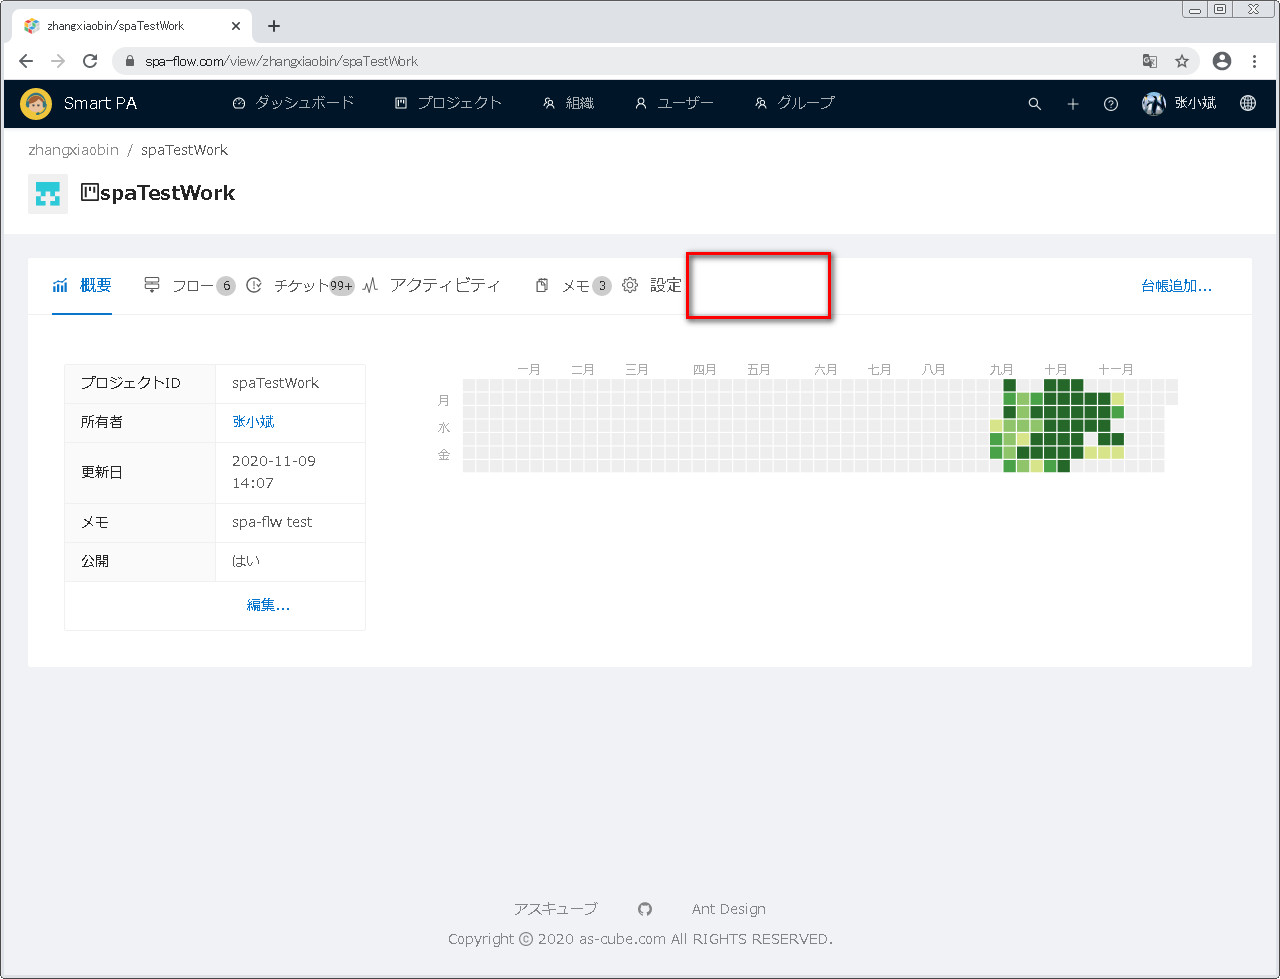 zhangxiaobin/spaTestWork
spa-flow.com/view/zhangxiaobin/spaTestWork
Smart PA ダッシュボード プロジェクト 組織 ユーザー グループ 张小斌
zhangxiaobin / spaTestWork
spaTestWork
概要 フロー 6 チケット 99+ アクティビティ メモ 3 設定 台帳追加...
一月 二月 三月 四月 五月 六月 七月 八月 九月 十月 十一月
月
水
金
プロジェクトID spaTestWork
所有者 张小斌
更新日 2020-11-09 14:07
メモ spa-flw test
公開 はい
編集...
アスキューブ Ant Design
Copyright © 2020 as-cube.com All RIGHTS RESERVED.